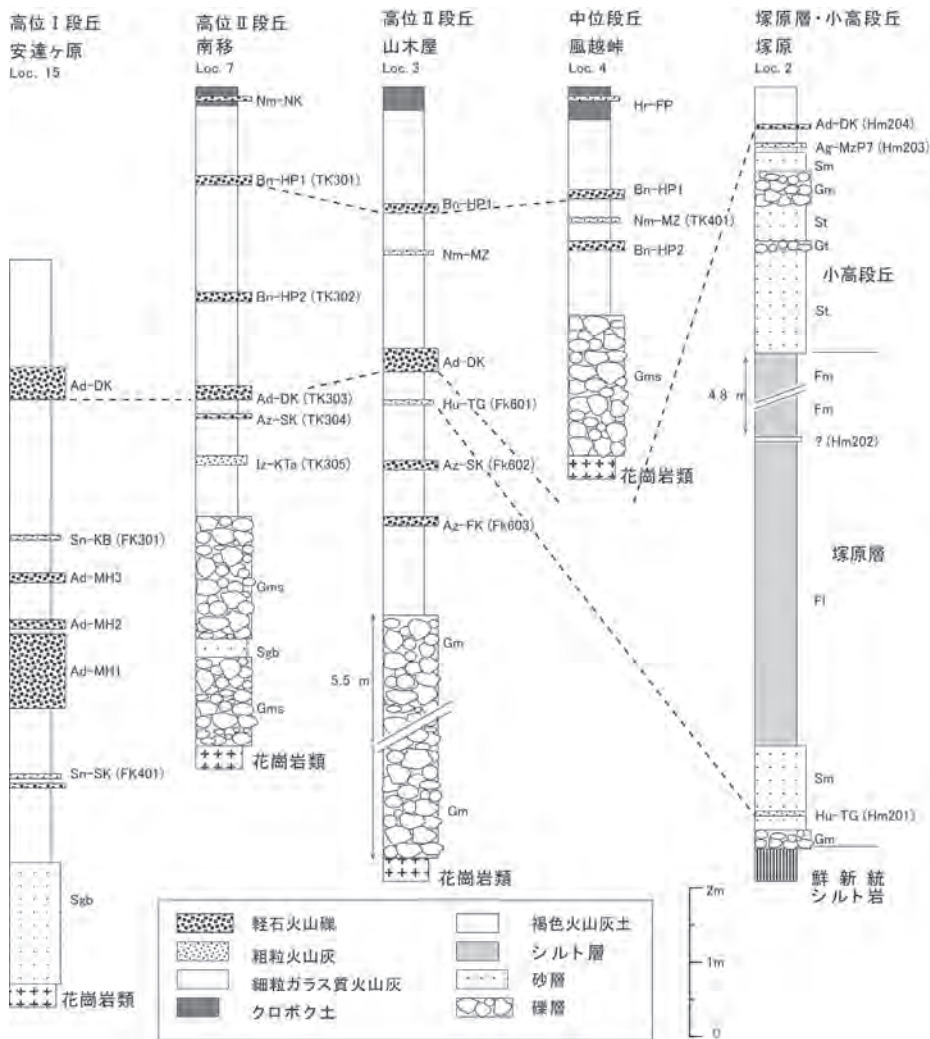 高位Ⅰ段丘
安達ヶ原
Loc. 15
Ad-DK
Sn-KB (FK301)
Ad-MH3
Ad-MH2
Ad-MH1
Sn-SK (FK401)
Sgb
花崗岩類
高位Ⅱ段丘
南移
Loc. 7
Nm-NK
Bn-HP1 (TK301)
Bn-HP2 (TK302)
Ad-DK (TK303)
Az-SK (TK304)
Iz-KTa (TK305)
Gms
Sgb
Gms
花崗岩類
高位Ⅱ段丘
山木屋
Loc. 3
Bn-HP1
Nm-MZ
Ad-DK
Hu-TG (Fk601)
Az-SK (Fk602)
Az-FK (Fk603)
Gm
5.5 m
Gm
花崗岩類
中位段丘
風越峠
Loc. 4
Hr-FP
Bn-HP1
Nm-MZ (TK401)
Bn-HP2
Gms
花崗岩類
塚原層・小高段丘
塚原
Loc. 2
Ad-DK (Hm204)
Ag-MzP7 (Hm203)
Sm
Gm
St
Gt
小高段丘
St
4.8 m
Fm
Fm
? (Hm202)
塚原層
Fl
Sm
Hu-TG (Hm201)
Gm
鮮新統
シルト岩
軽石火山礫
粗粒火山灰
細粒ガラス質火山灰
クロボク土
褐色火山灰土
シルト層
砂層
礫層
2m
1m
0